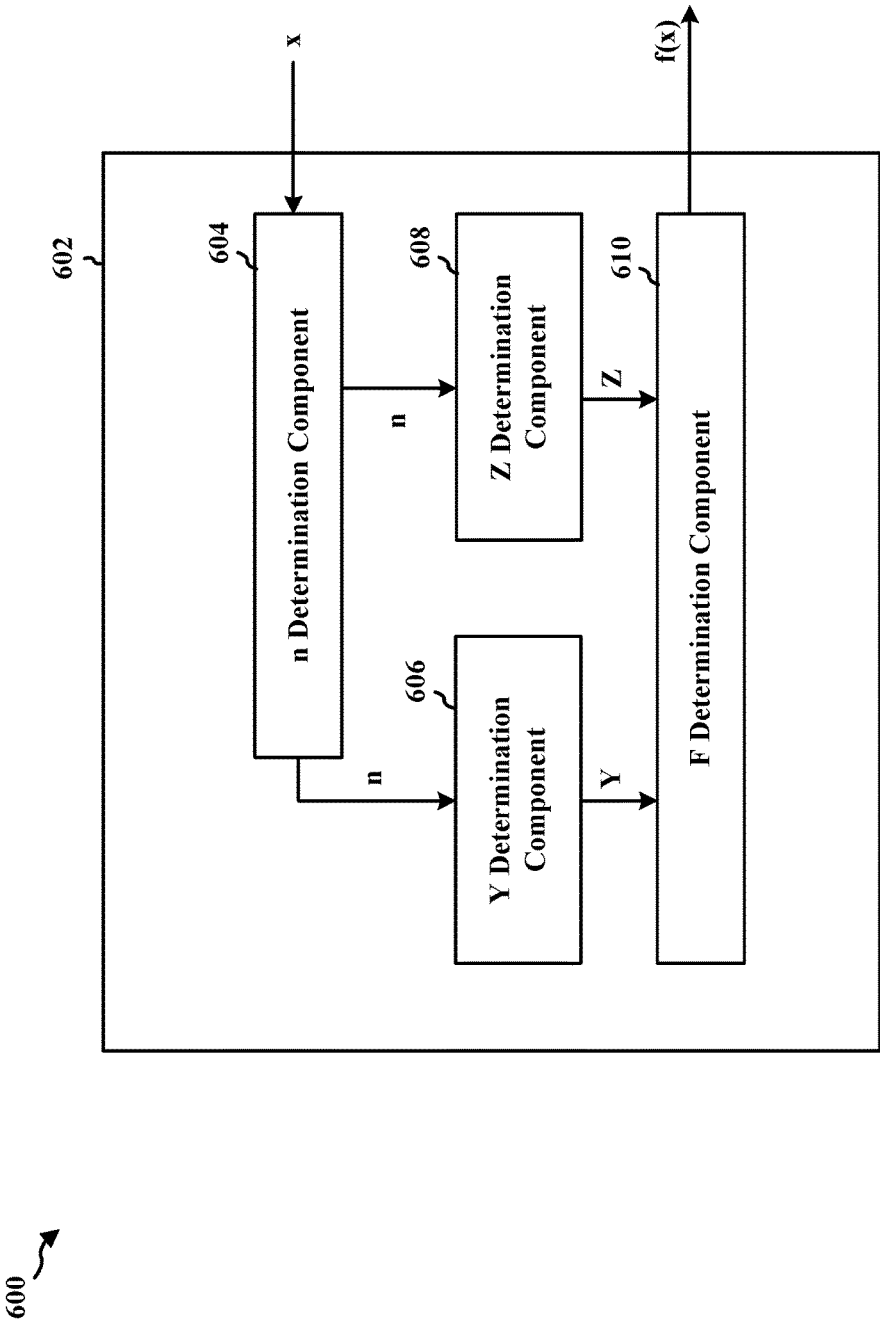 600
602
x
604
n Determination Component
n
n
606
Y Determination
Component
608
Z Determination
Component
Y
Z
610
F Determination Component
f(x)